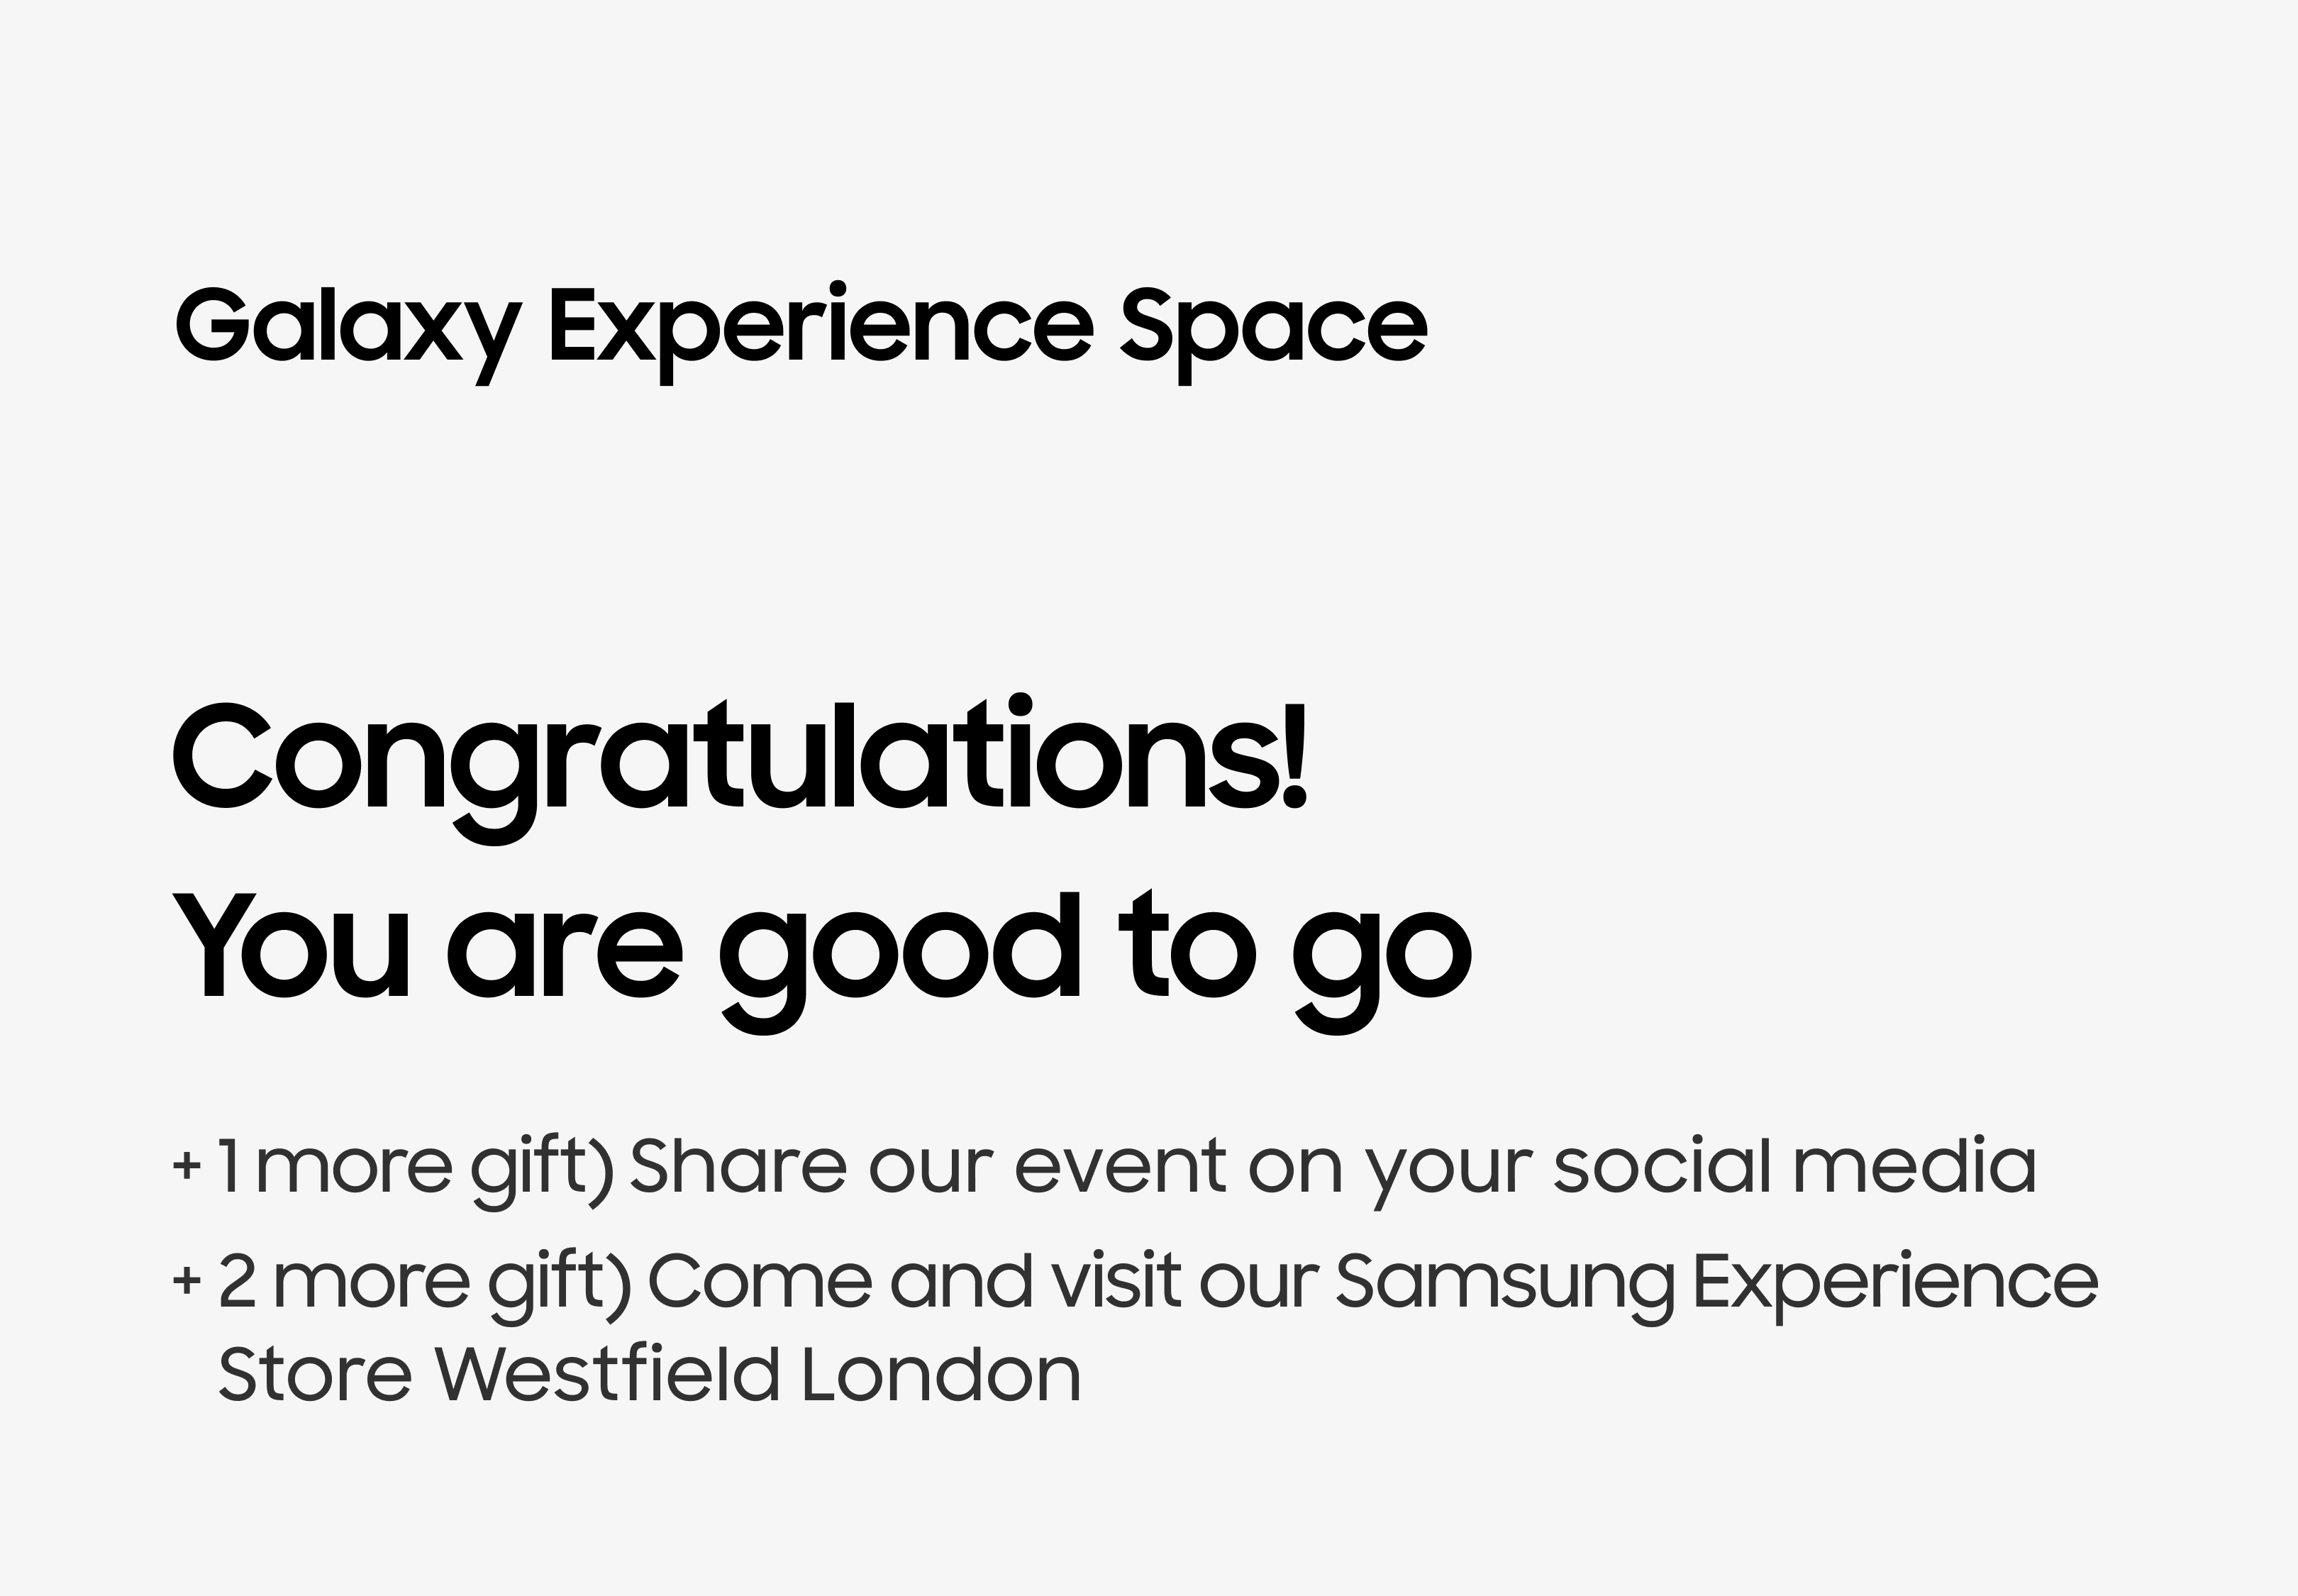 Galaxy Experience Space
Congratulations!
You are good to go
+ 1 more gift) Share our event on your social media
+ 2 more gift) Come and visit our Samsung Experience
Store Westfield London